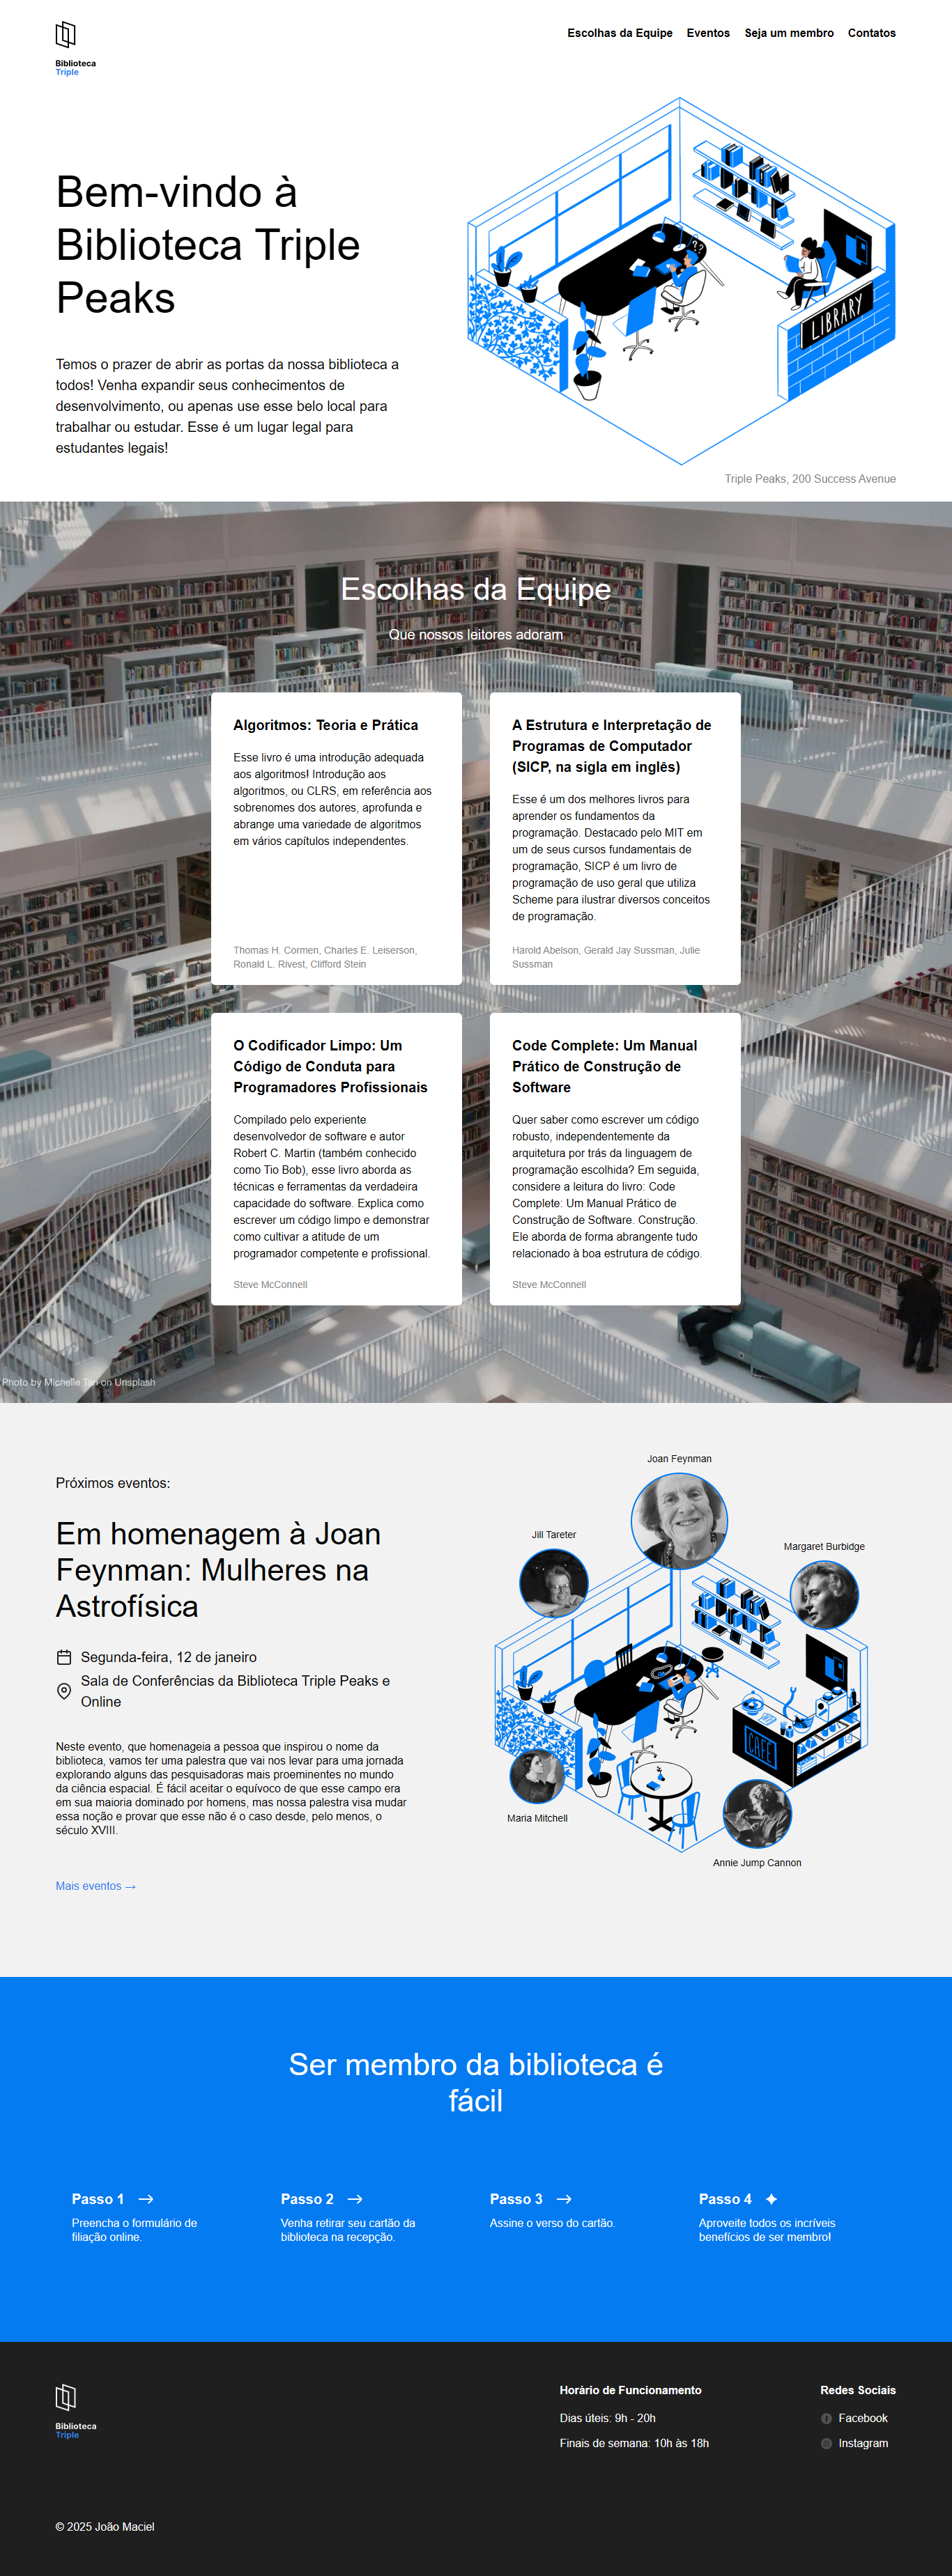 Biblioteca
Triple
Escolhas da Equipe Eventos Seja um membro Contatos
Bem-vindo à
Biblioteca Triple
Peaks
Temos o prazer de abrir as portas da nossa biblioteca a
todos! Venha expandir seus conhecimentos de
desenvolvimento, ou apenas use esse belo local para
trabalhar ou estudar. Esse é um lugar legal para
estudantes legais!
??
LIBRARY
Triple Peaks, 200 Success Avenue
Escolhas da Equipe
Que nossos leitores adoram
Algoritmos: Teoria e Prática
Esse livro é uma introdução adequada
aos algoritmos! Introdução aos
algoritmos, ou CLRS, em referência aos
sobrenomes dos autores, aprofunda e
abrange uma variedade de algoritmos
em vários capítulos independentes.
Thomas H. Cormen, Charles E. Leiserson,
Ronald L. Rivest, Clifford Stein
A Estrutura e Interpretação de
Programas de Computador
(SICP, na sigla em inglês)
Esse é um dos melhores livros para
aprender os fundamentos da
programação. Destacado pelo MIT em
um de seus cursos fundamentais de
programação, SICP é um livro de
programação de uso geral que utiliza
Scheme para ilustrar diversos conceitos
de programação.
Harold Abelson, Gerald Jay Sussman, Julie
Sussman
O Codificador Limpo: Um
Código de Conduta para
Programadores Profissionais
Compilado pelo experiente
desenvolvedor de software e autor
Robert C. Martin (também conhecido
como Tio Bob), esse livro aborda as
técnicas e ferramentas da verdadeira
capacidade do software. Explica como
escrever um código limpo e demonstrar
como cultivar a atitude de um
programador competente e profissional.
Steve McConnell
Code Complete: Um Manual
Prático de Construção de
Software
Quer saber como escrever um código
robusto, independentemente da
arquitetura por trás da linguagem de
programação escolhida? Em seguida,
considere a leitura do livro: Code
Complete: Um Manual Prático de
Construção de Software. Construção.
Ele aborda de forma abrangente tudo
relacionado à boa estrutura de código.
Steve McConnell
Photo by Michelle Tan on Unsplash
Próximos eventos:
Em homenagem à Joan
Feynman: Mulheres na
Astrofísica
Segunda-feira, 12 de janeiro
Sala de Conferências da Biblioteca Triple Peaks e
Online
Neste evento, que homenageia a pessoa que inspirou o nome da
biblioteca, vamos ter uma palestra que vai nos levar para uma jornada
explorando alguns das pesquisadoras mais proeminentes no mundo
da ciência espacial. É fácil aceitar o equívoco de que esse campo era
em sua maioria dominado por homens, mas nossa palestra visa mudar
essa noção e provar que esse não é o caso desde, pelo menos, o
século XVIII.
Mais eventos →
Joan Feynman
Jill Tareter
Margaret Burbidge
CAFE
Maria Mitchell
Annie Jump Cannon
Ser membro da biblioteca é
fácil
Passo 1 →
Preencha o formulário de
filiação online.
Passo 2 →
Venha retirar seu cartão da
biblioteca na recepção.
Passo 3 →
Assine o verso do cartão.
Passo 4
Aproveite todos os incríveis
benefícios de ser membro!
Biblioteca
Triple
Horário de Funcionamento
Dias úteis: 9h - 20h
Finais de semana: 10h às 18h
Redes Sociais
Facebook
Instagram
© 2025 João Maciel